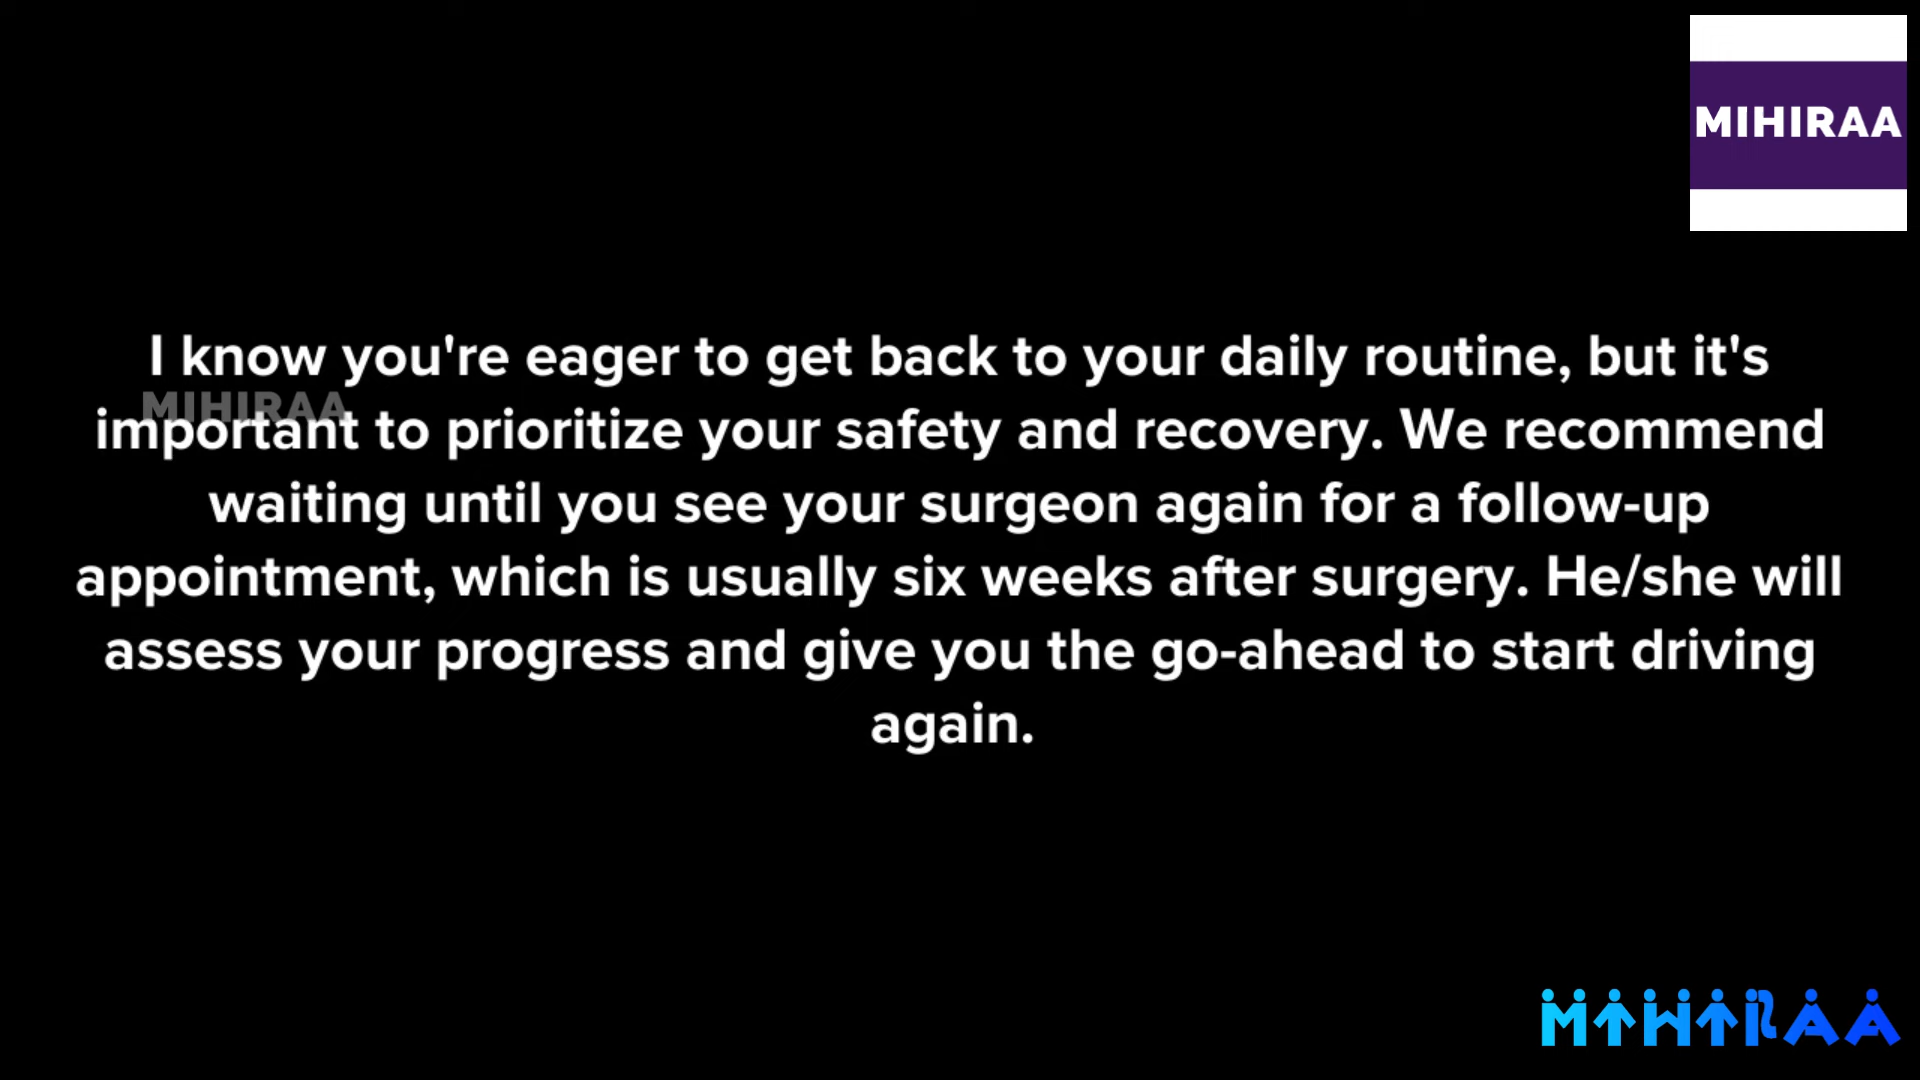 MIHIRAA
I know you're eager to get back to your daily routine, but it's
MIHIRAA
important to prioritize your safety and recovery. We recommend
waiting until you see your surgeon again for a follow-up
appointment, which is usually six weeks after surgery. He/she will
assess your progress and give you the go-ahead to start driving
again.
MIHIRAA